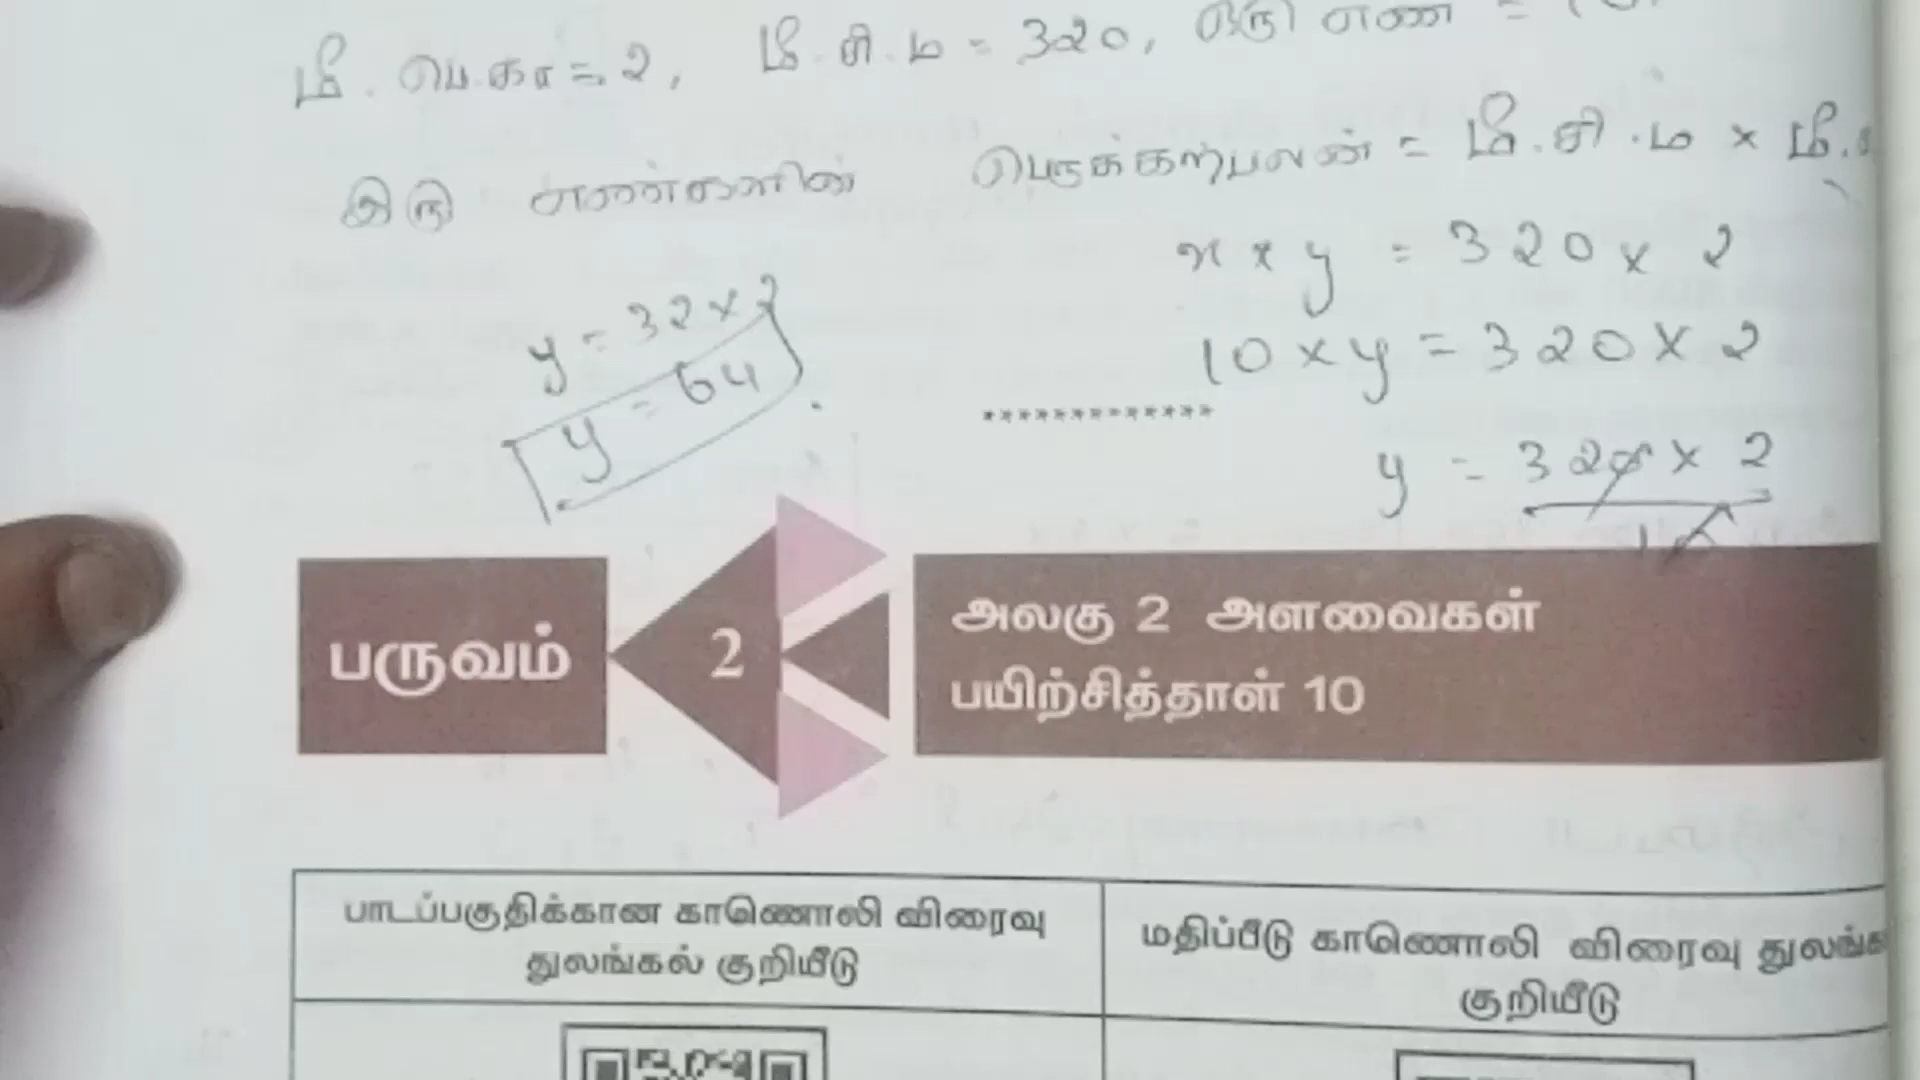 மீ. பெ.கா = 2, மீ.சி.ம = 320, ஒரு எண் =
இரு எண்களின் பெருக்கற்பலன் = மீ.சி.ம x மீ.
x x y = 320 x 2
10 x y = 320 x 2
y = 320 x 2
10
y = 32 x 2
y = 64
*************
பருவம் 2
அலகு 2 அளவைகள்
பயிற்சித்தாள் 10
பாடப்பகுதிக்கான காணொலி விரைவு
துலங்கல் குறியீடு
மதிப்பீடு காணொலி விரைவு துலங்க
குறியீடு